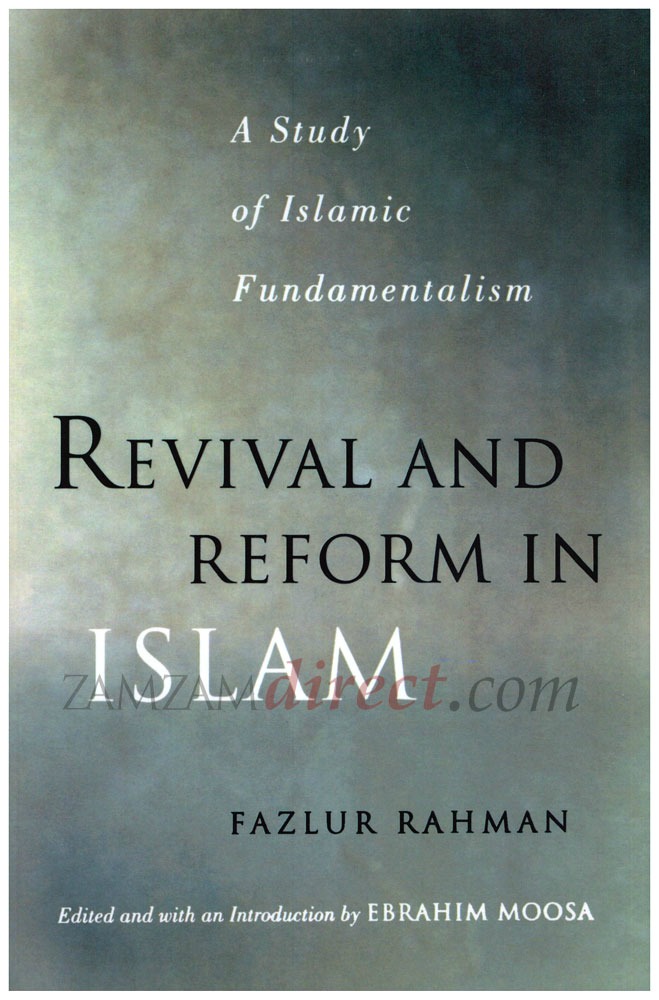 A Study
of Islamic
Fundamentalism
REVIVAL AND
REFORM IN
ISLAM
ZAMZAMdirect.com
FAZLUR RAHMAN
Edited and with an Introduction by EBRAHIM MOOSA